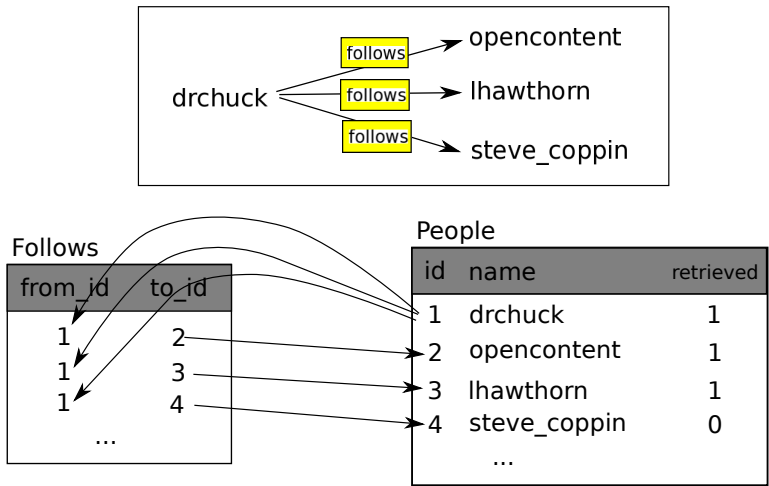 follows opencontent
drchuck follows lhawthorn
follows steve_coppin
Follows
from_id to_id
1 2
1 3
1 4
...
People
id name retrieved
1 drchuck 1
2 opencontent 1
3 lhawthorn 1
4 steve_coppin 0
...